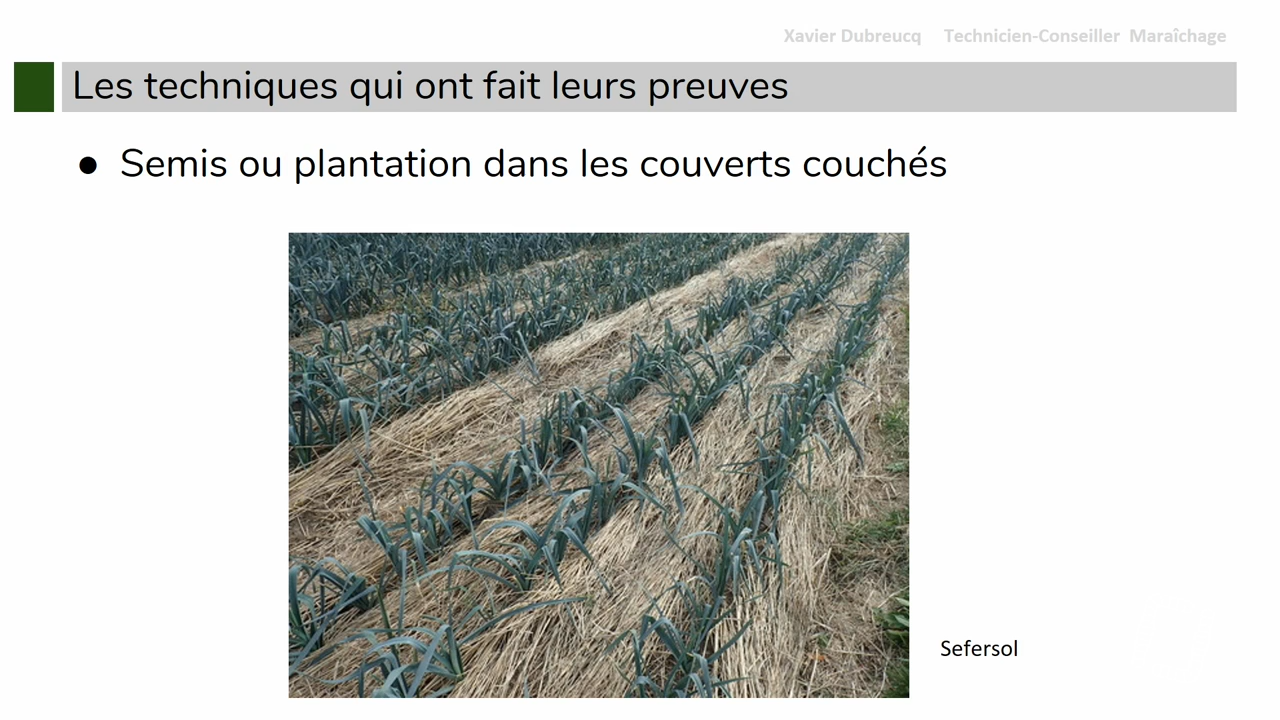 Xavier Dubreucq Technicien-Conseiller Maraîchage
Les techniques qui ont fait leurs preuves
● Semis ou plantation dans les couverts couchés
Sefersol